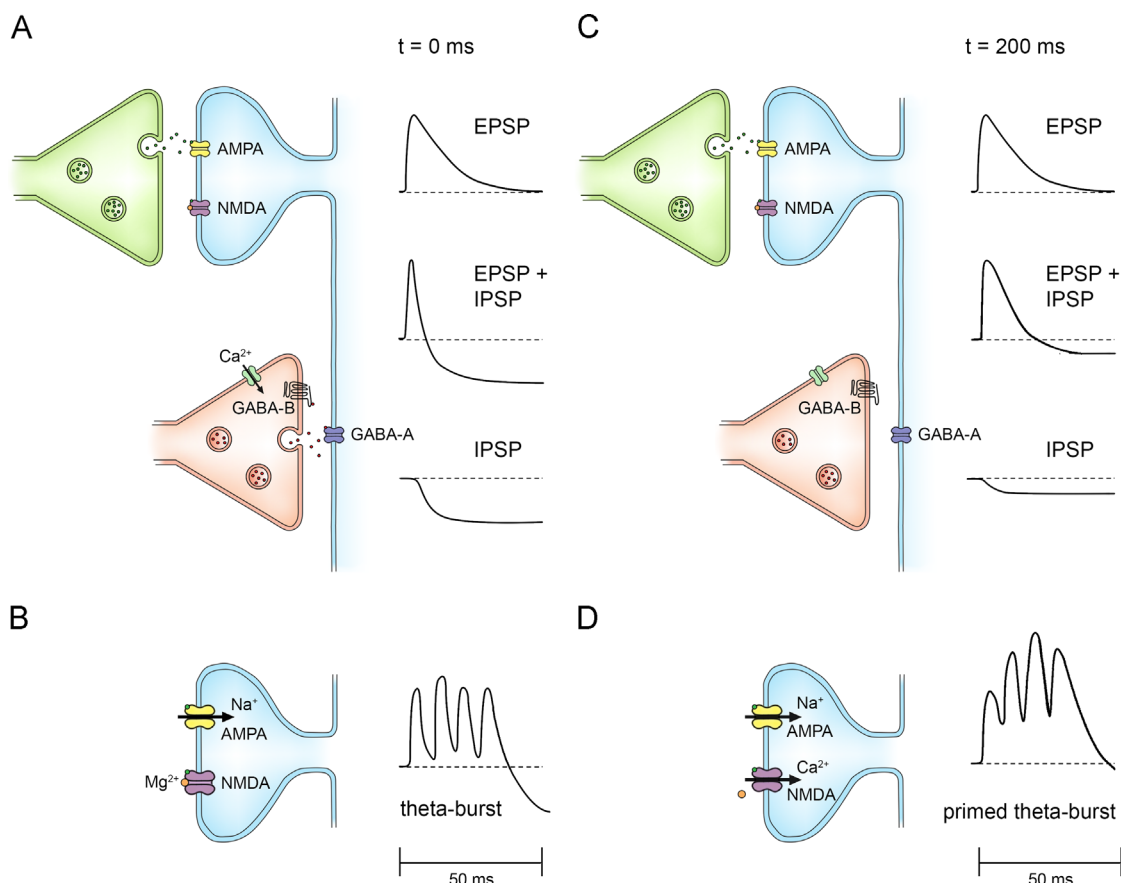 A
t = 0 ms
AMPA
NMDA
EPSP
EPSP +
IPSP
Ca²⁺
GABA-B
GABA-A
IPSP
C
t = 200 ms
AMPA
NMDA
EPSP
EPSP +
IPSP
GABA-B
GABA-A
IPSP
B
Na⁺
AMPA
Mg²⁺
NMDA
theta-burst
50 ms
D
Na⁺
AMPA
Ca²⁺
NMDA
primed theta-burst
50 ms